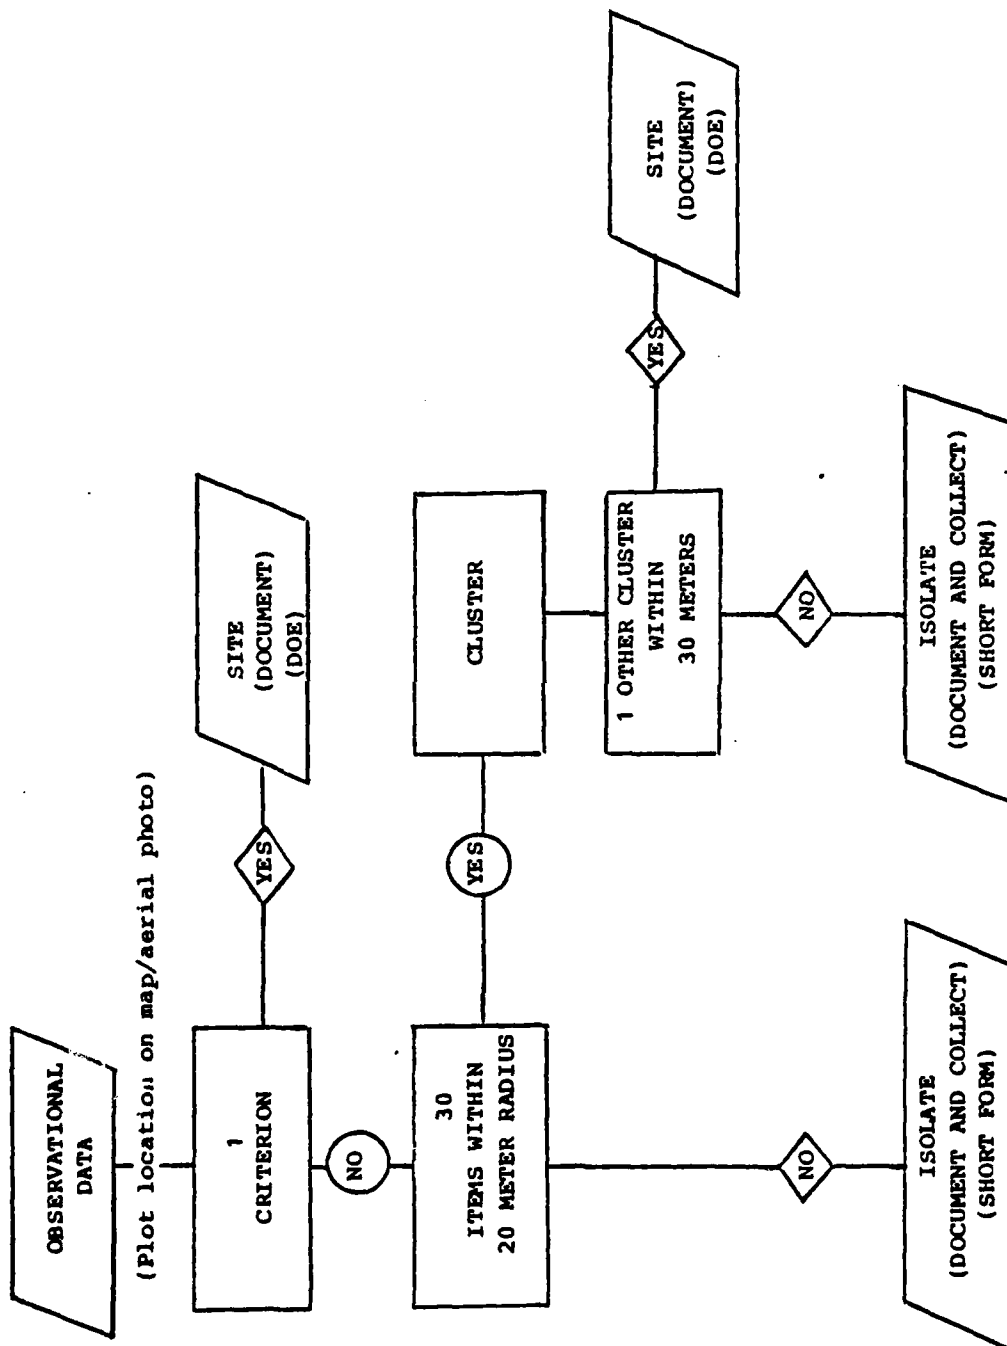 OBSERVATIONAL
DATA
(Plot location on map/aerial photo)
1
CRITERION
YES
SITE
(DOCUMENT)
(DOE)
NO
30
ITEMS WITHIN
20 METER RADIUS
YES
CLUSTER
1 OTHER CLUSTER
WITHIN
30 METERS
YES
SITE
(DOCUMENT)
(DOE)
NO
ISOLATE
(DOCUMENT AND COLLECT)
(SHORT FORM)
NO
ISOLATE
(DOCUMENT AND COLLECT)
(SHORT FORM)